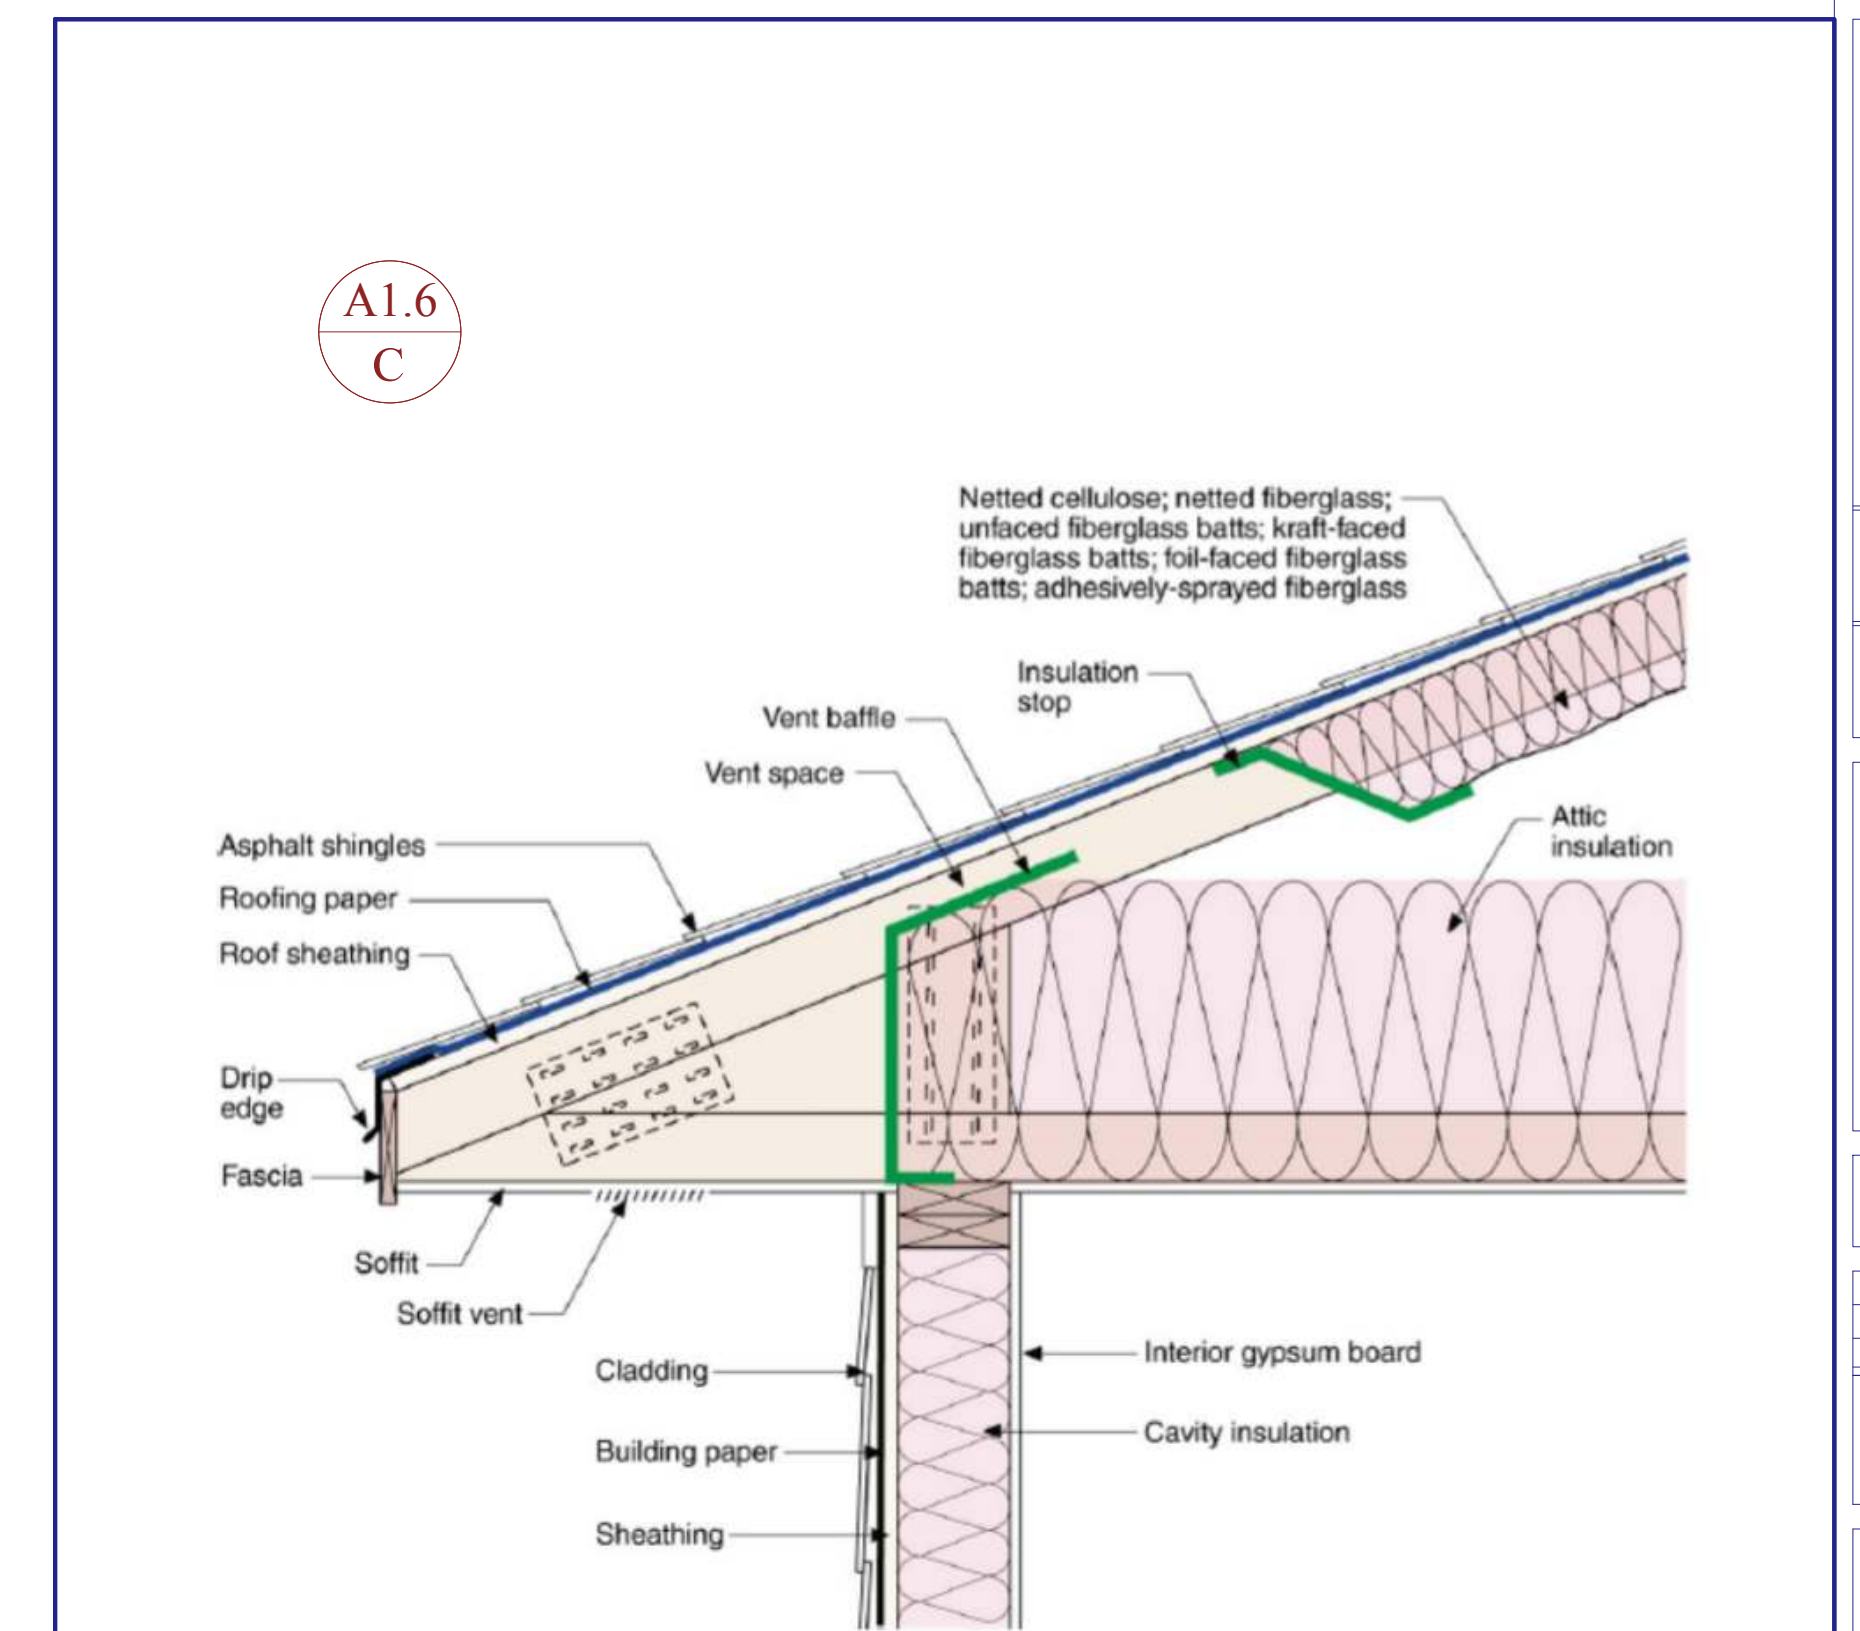 A1.6
C
Netted cellulose; netted fiberglass;
unfaced fiberglass batts; kraft-faced
fiberglass batts; foil-faced fiberglass
batts; adhesively-sprayed fiberglass
Insulation
stop
Vent baffle
Vent space
Attic
insulation
Asphalt shingles
Roofing paper
Roof sheathing
Drip
edge
Fascia
Soffit
Soffit vent
Cladding
Interior gypsum board
Cavity insulation
Building paper
Sheathing